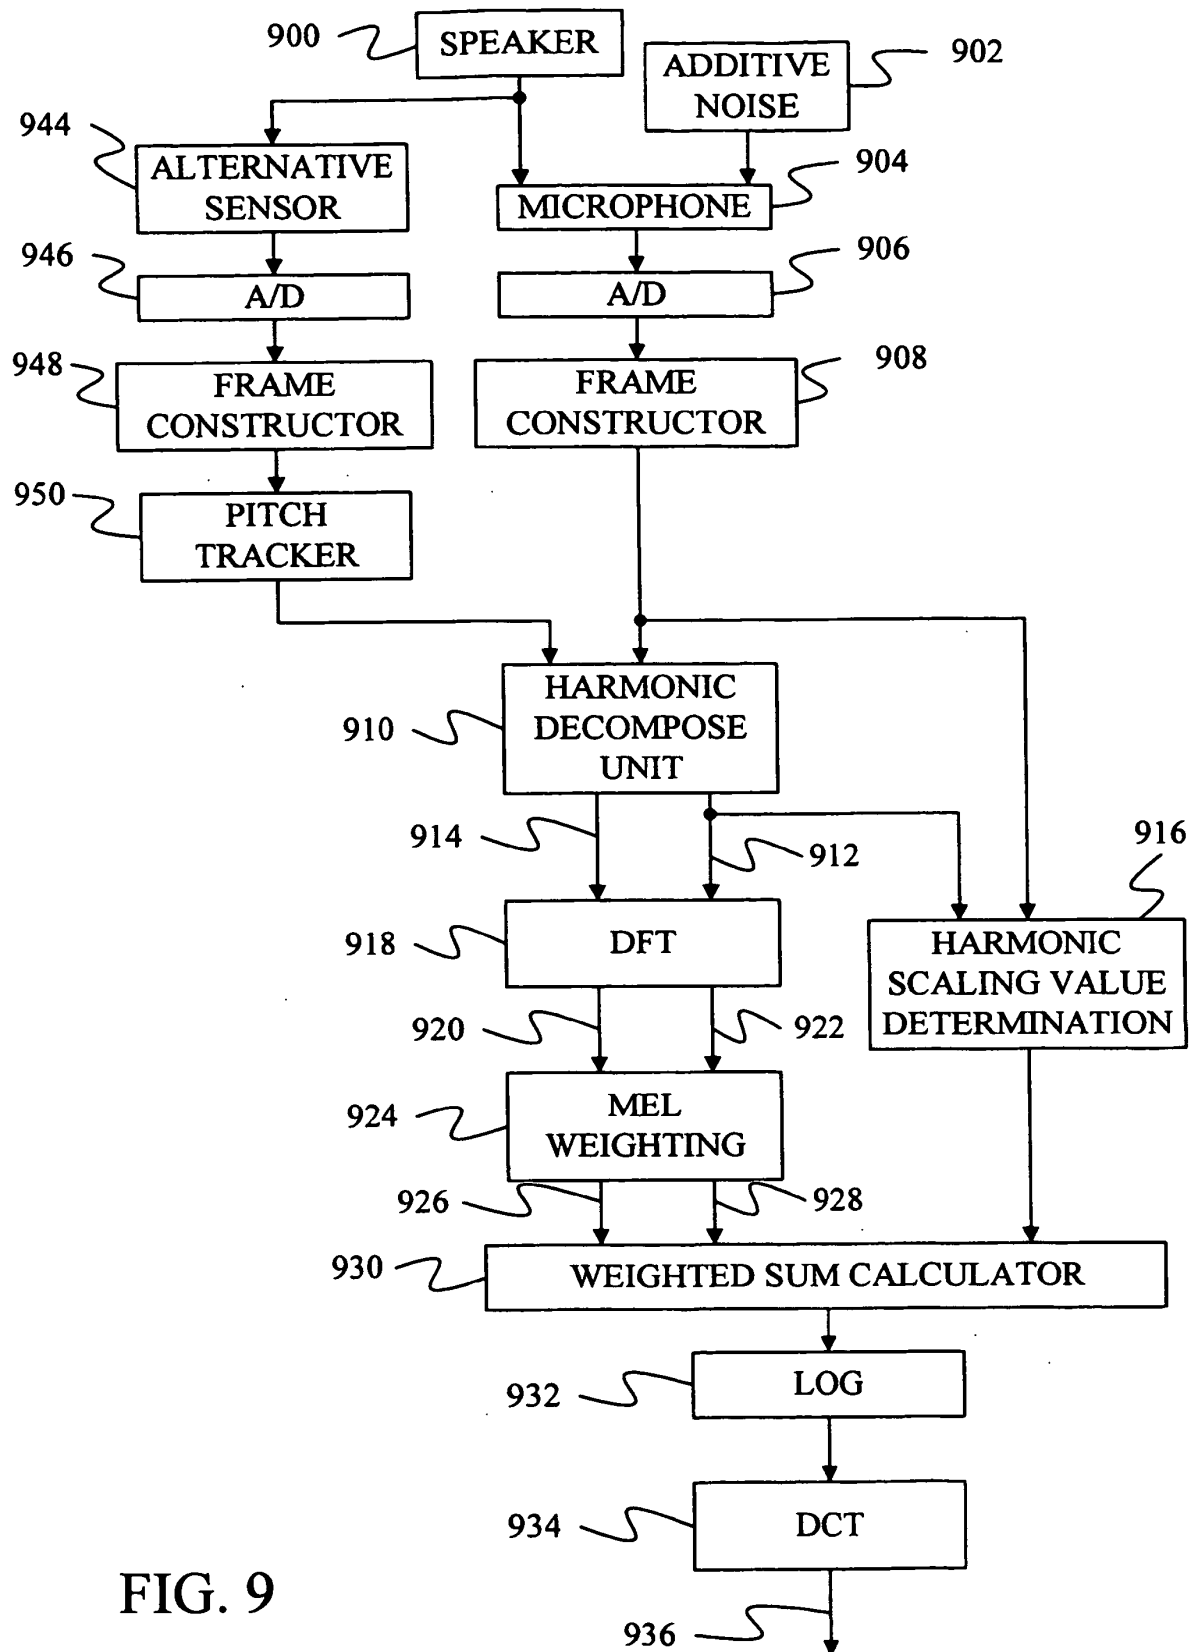 900
SPEAKER
ADDITIVE
NOISE
902
944
ALTERNATIVE
SENSOR
904
MICROPHONE
946
A/D
906
A/D
948
FRAME
CONSTRUCTOR
908
FRAME
CONSTRUCTOR
950
PITCH
TRACKER
910
HARMONIC
DECOMPOSE
UNIT
914
912
916
918
DFT
HARMONIC
SCALING VALUE
DETERMINATION
920
922
924
MEL
WEIGHTING
926
928
930
WEIGHTED SUM CALCULATOR
932
LOG
934
DCT
936
FIG. 9